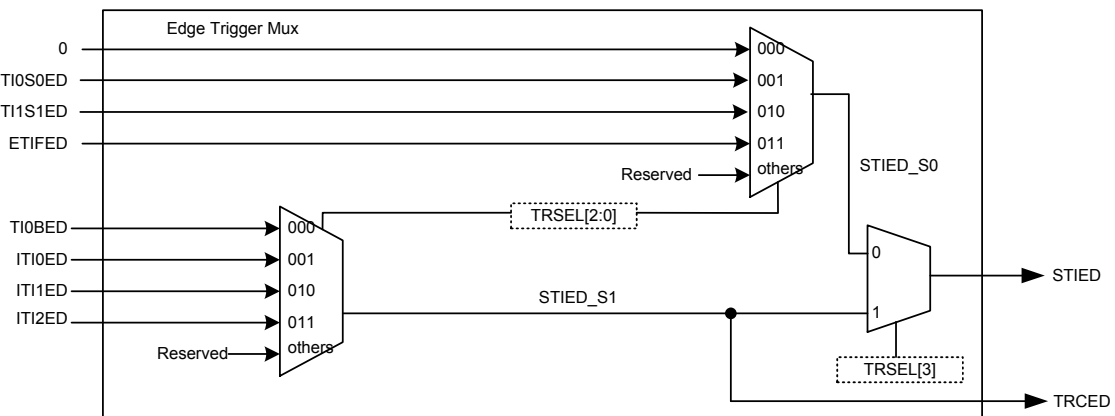 Edge Trigger Mux
0
TI0S0ED
TI1S1ED
ETIFED
000
001
010
011
others
Reserved
STIED_S0
TRSEL[2:0]
TI0BED
ITI0ED
ITI1ED
ITI2ED
Reserved
000
001
010
011
others
STIED_S1
0
1
STIED
TRSEL[3]
TRCED